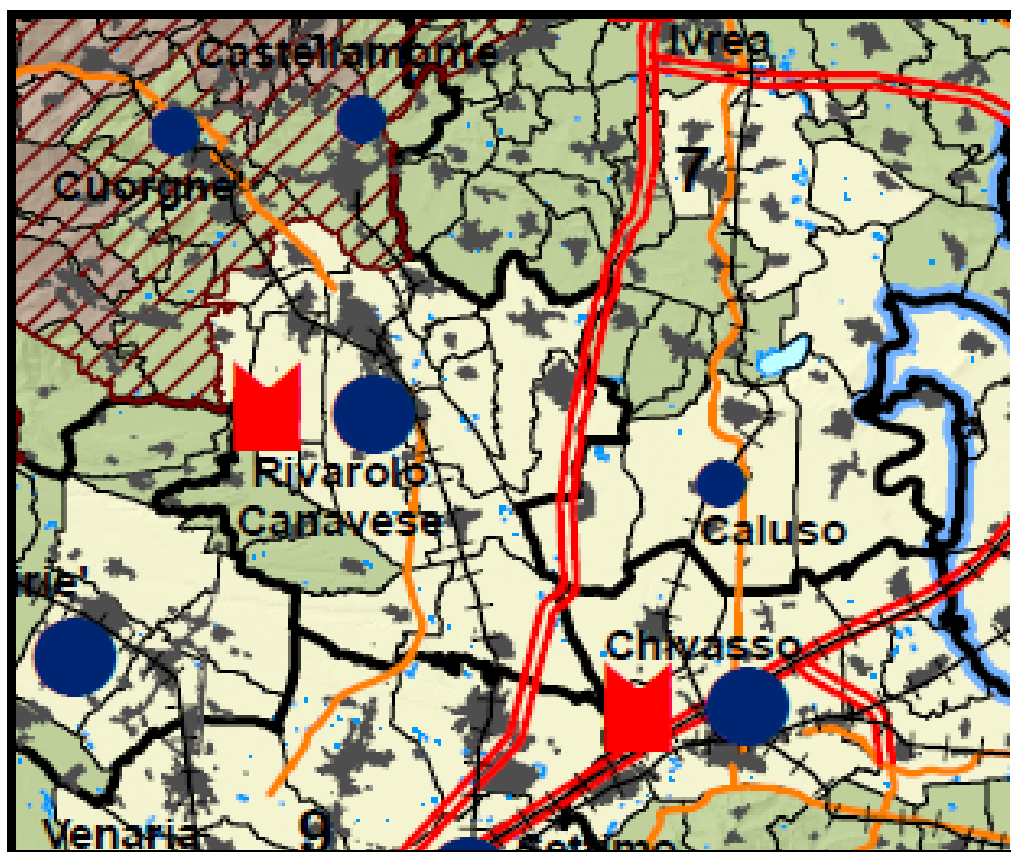 Ivrea
Castellamonte
7
Cuorgne'
Rivarolo
Canavese
Caluso
Chivasso
9
Venaria